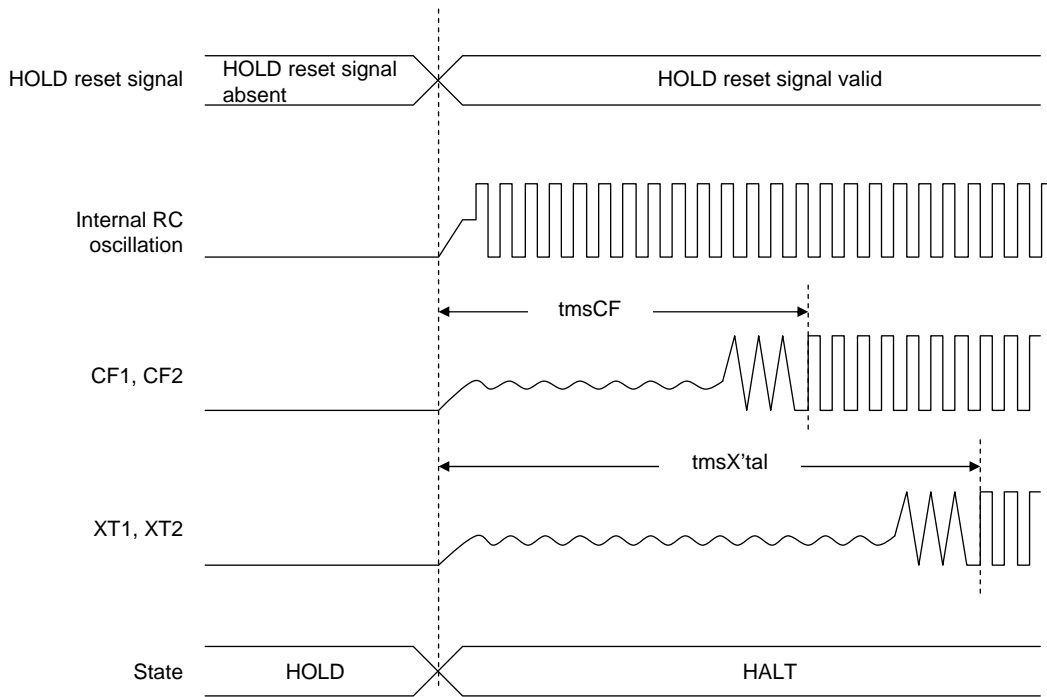 HOLD reset signal
HOLD reset signal
absent
HOLD reset signal valid
Internal RC
oscillation
tmsCF
CF1, CF2
tmsX’tal
XT1, XT2
State
HOLD
HALT